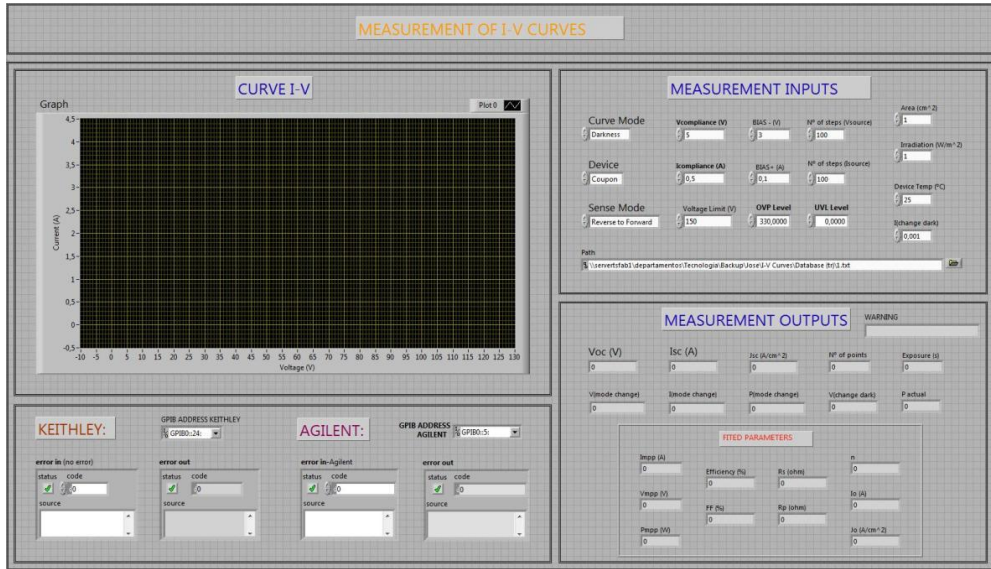 MEASUREMENT OF I-V CURVES
CURVE I-V
Graph
Plot 0
4,5
4
3,5
3
2,5
2
1,5
1
0,5
0
-0,5
Current (A)
-10 -5 0 5 10 15 20 25 30 35 40 45 50 55 60 65 70 75 80 85 90 95 100 105 110 115 120 130
Voltage (V)
MEASUREMENT INPUTS
Curve Mode
Darkness
Vcompliance (V)
5
BIAS - (V)
3
Nº of steps (Vsource)
100
Area (cm^2)
1
Device
Coupon
Icompliance (A)
0,5
BIAS+ (A)
0,1
Nº of steps (Isource)
100
Irradiation (W/m^2)
1
Sense Mode
Reverse to Forward
Voltage Limit (V)
150
OVP Level
330,0000
UVL Level
0,0000
Device Temp (ºC)
25
I(change dark)
0,001
Path
\\servertsfab1\departamentos\Tecnologia\Backup\Jose\I-V Curves\Database (tr)\1.txt
KEITHLEY:
GPIB ADDRESS KEITHLEY
GPIB0::24:
AGILENT:
GPIB ADDRESS
AGILENT
GPIB0::5:
error in (no error)
status code
0
source
error out
status code
0
source
error in-Agilent
status code
0
source
error out
status code
0
source
MEASUREMENT OUTPUTS
WARNING
Voc (V)
0
Isc (A)
0
Jsc (A/cm^2)
0
Nº of points
0
Exposure (s)
0
V(mode change)
0
I(mode change)
0
P(mode change)
0
V(change dark)
0
P actual
0
FITED PARAMETERS
Impp (A)
0
Efficiency (%)
0
Rs (ohm)
0
n
0
Vmpp (V)
0
FF (%)
0
Rp (ohm)
0
Io (A)
0
Pmpp (W)
0
Jo (A/cm^2)
0